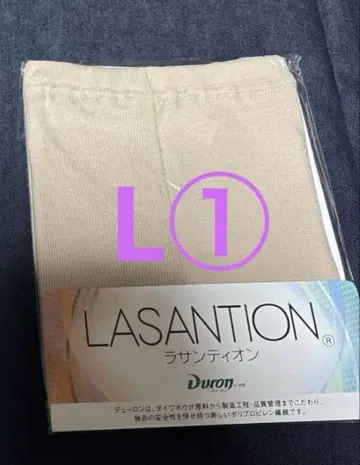 L①
LASANTION®
ラサンティオン
Duron
デューロンは、ダイワボウが原料から製造工程・品質管理までこだわり、
独自の安全性を併せ持つ新しいポリプロピレン繊維です。